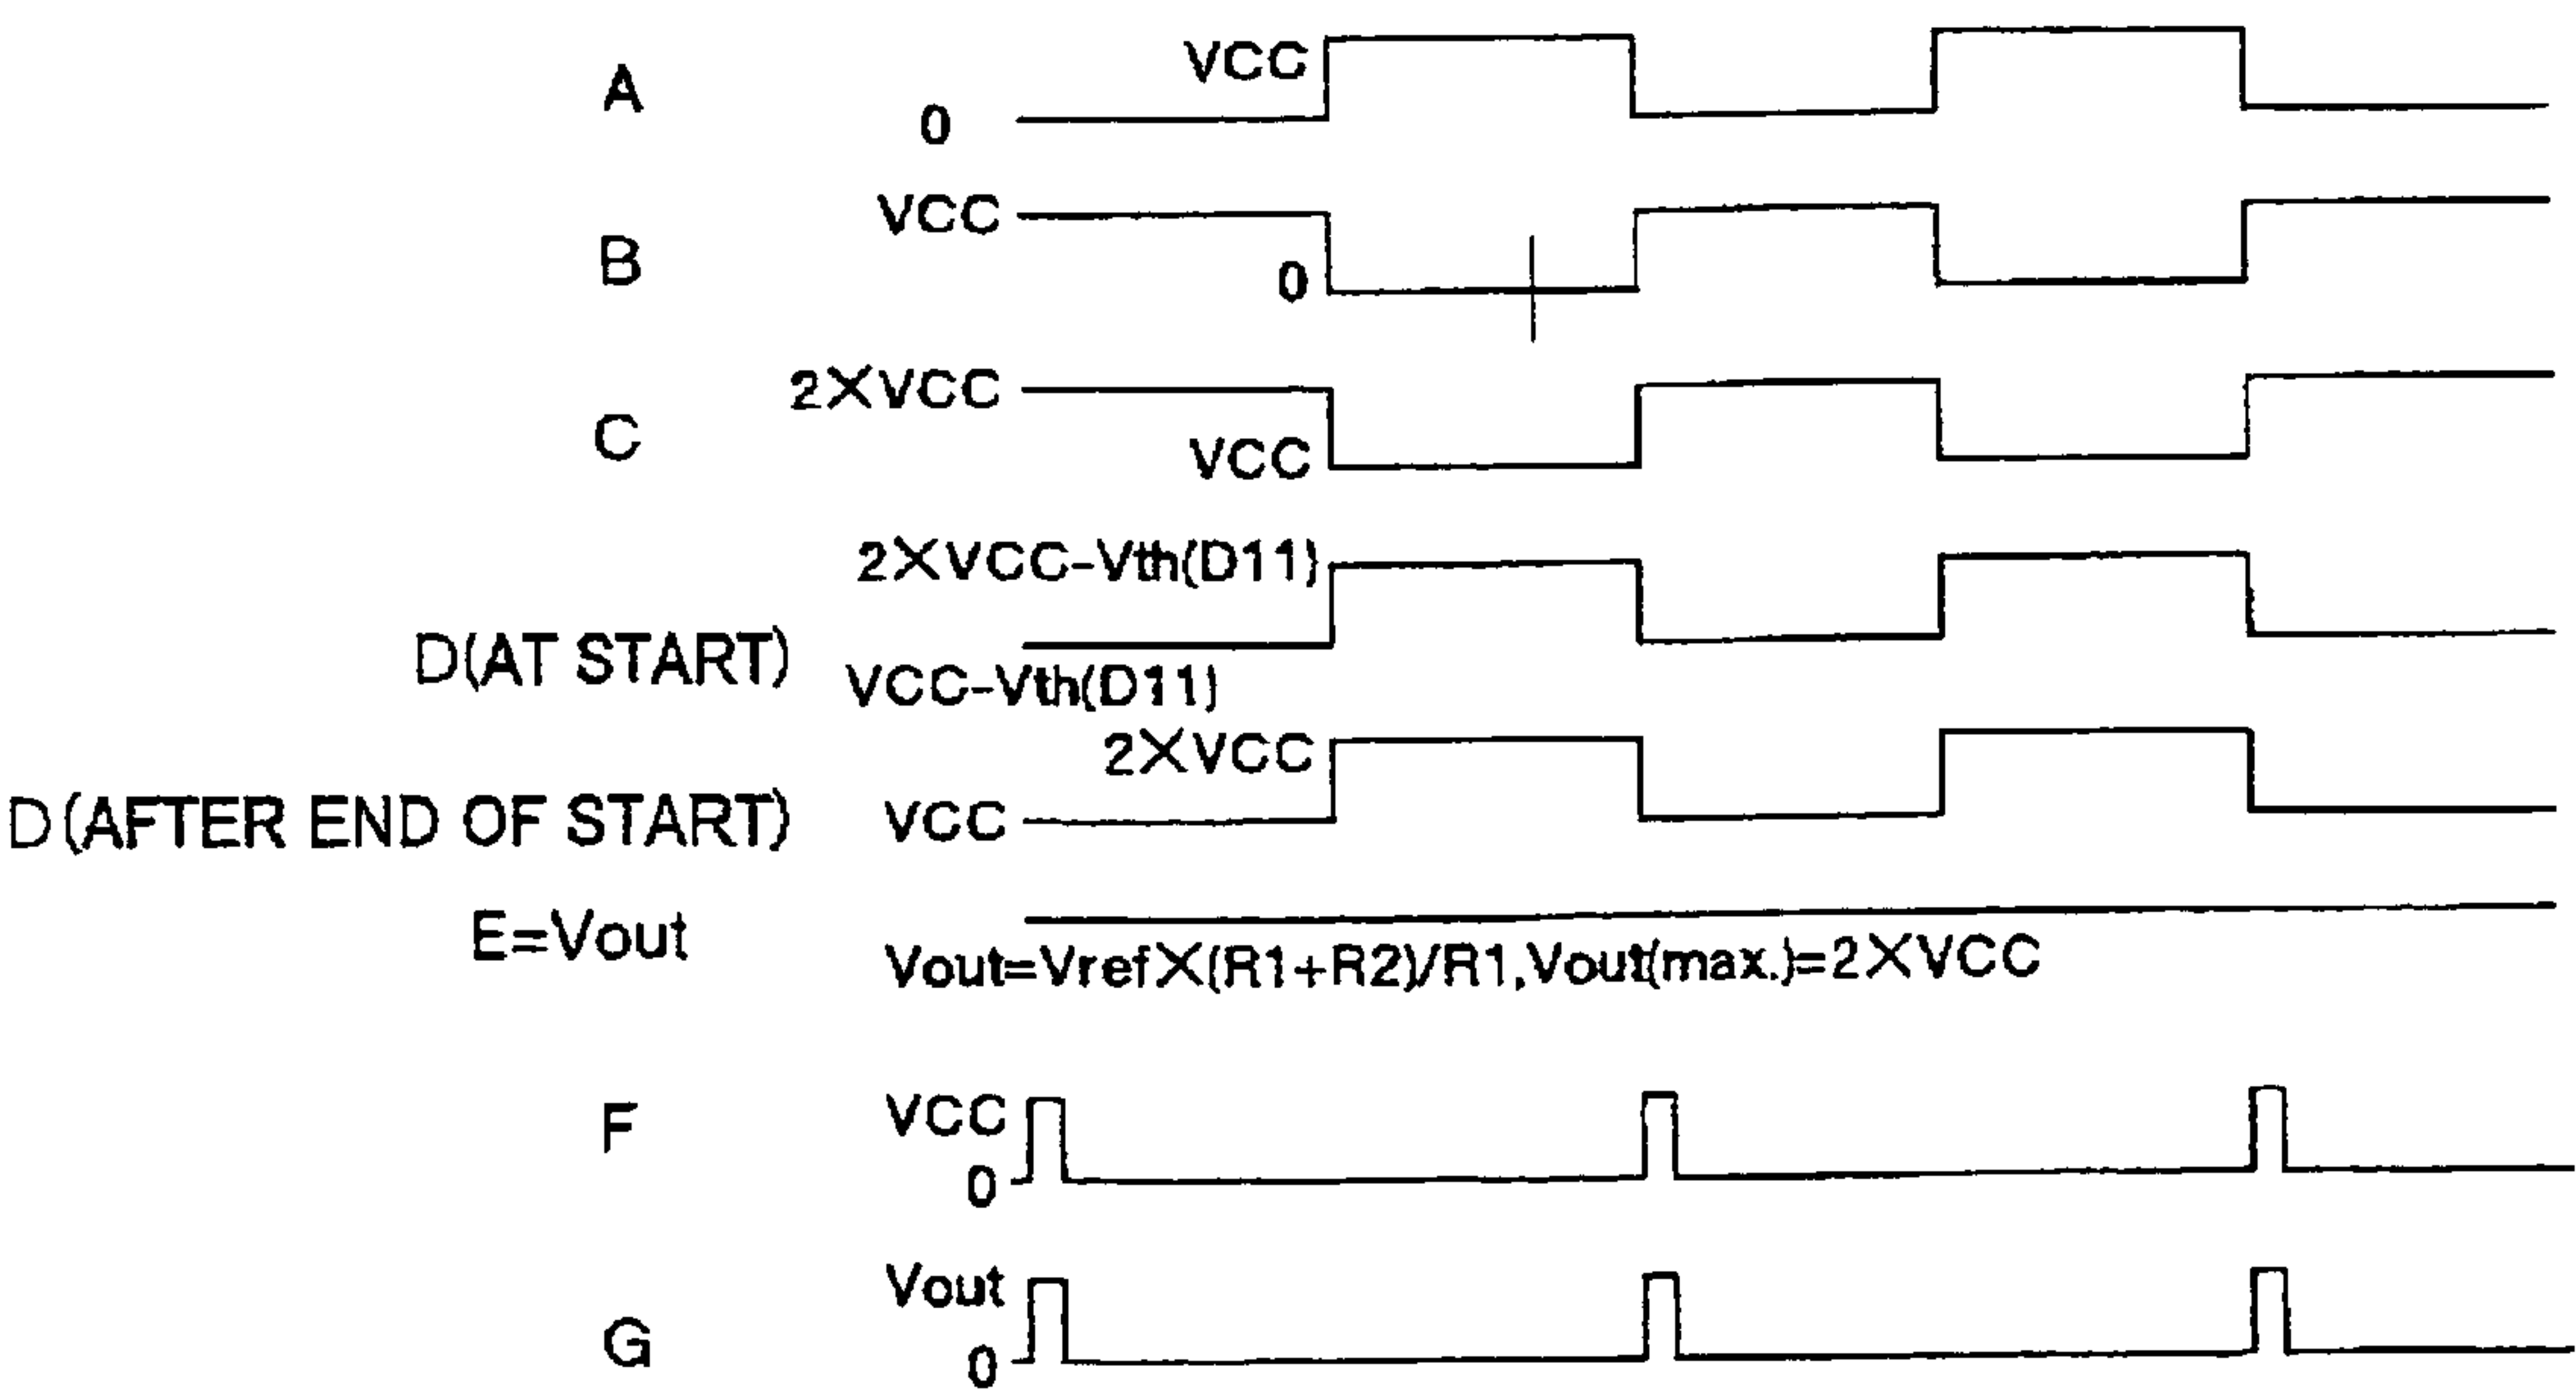 A
VCC
0
B
VCC
0
C
2×VCC
VCC
D(AT START)
2×VCC-Vth(D11)
VCC-Vth(D11)
D(AFTER END OF START)
2×VCC
VCC
E=Vout
Vout=Vref×(R1+R2)/R1,Vout(max.)=2×VCC
F
VCC
0
G
Vout
0